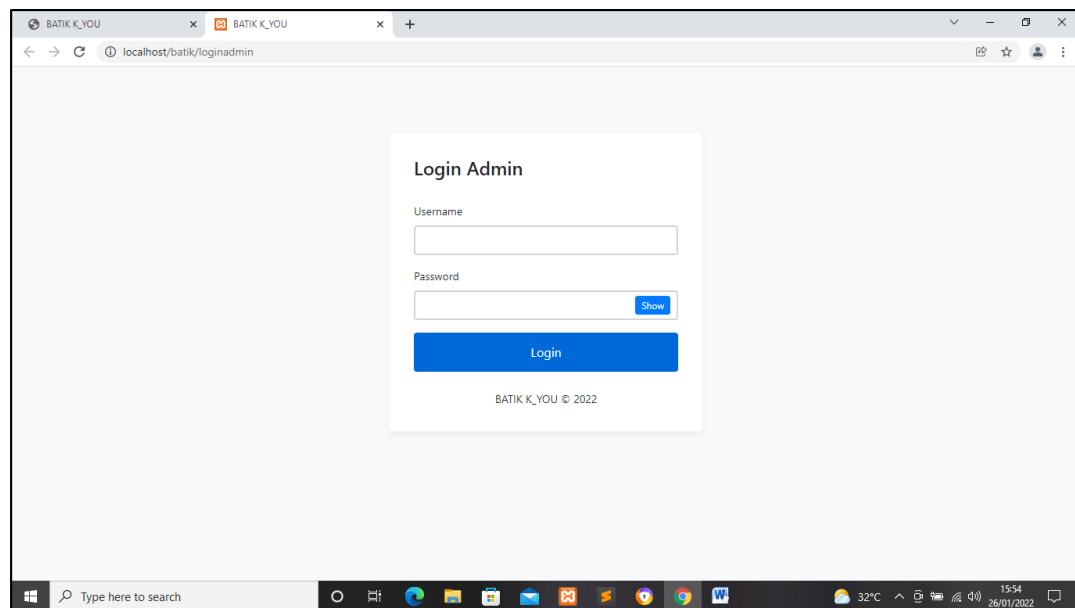 BATIK K_YOU
BATIK K_YOU
localhost/batik/loginadmin
Login Admin
Username
Password
Show
Login
BATIK K_YOU © 2022
Type here to search
32°C
15:54
26/01/2022